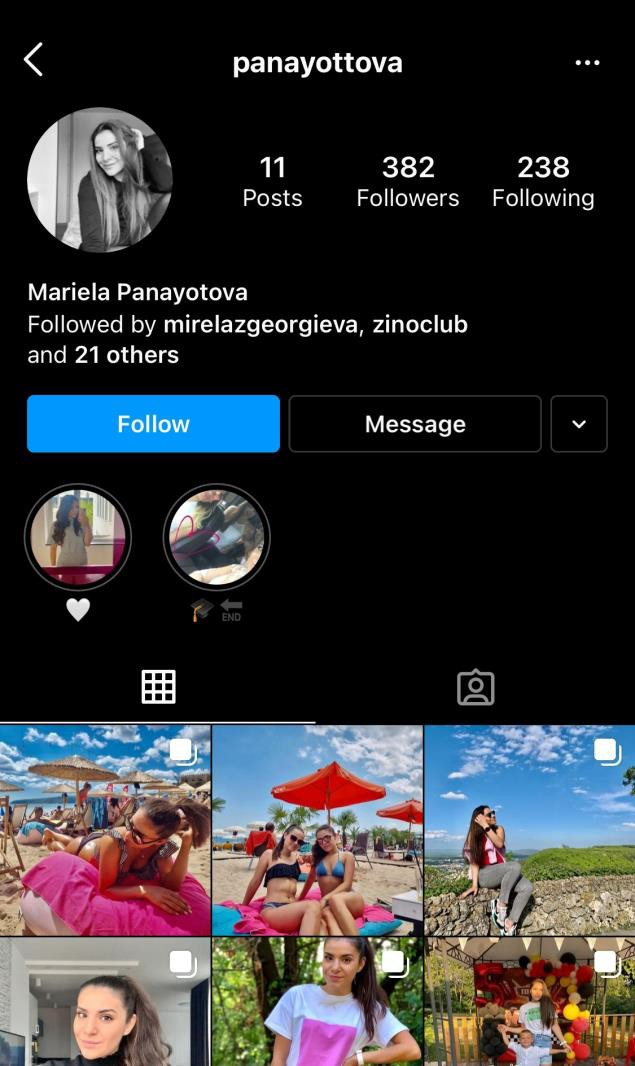 panayottova
11 382 238
Posts Followers Following
Mariela Panayotova
Followed by mirelazgeorgieva, zinoclub
and 21 others
Follow Message
END